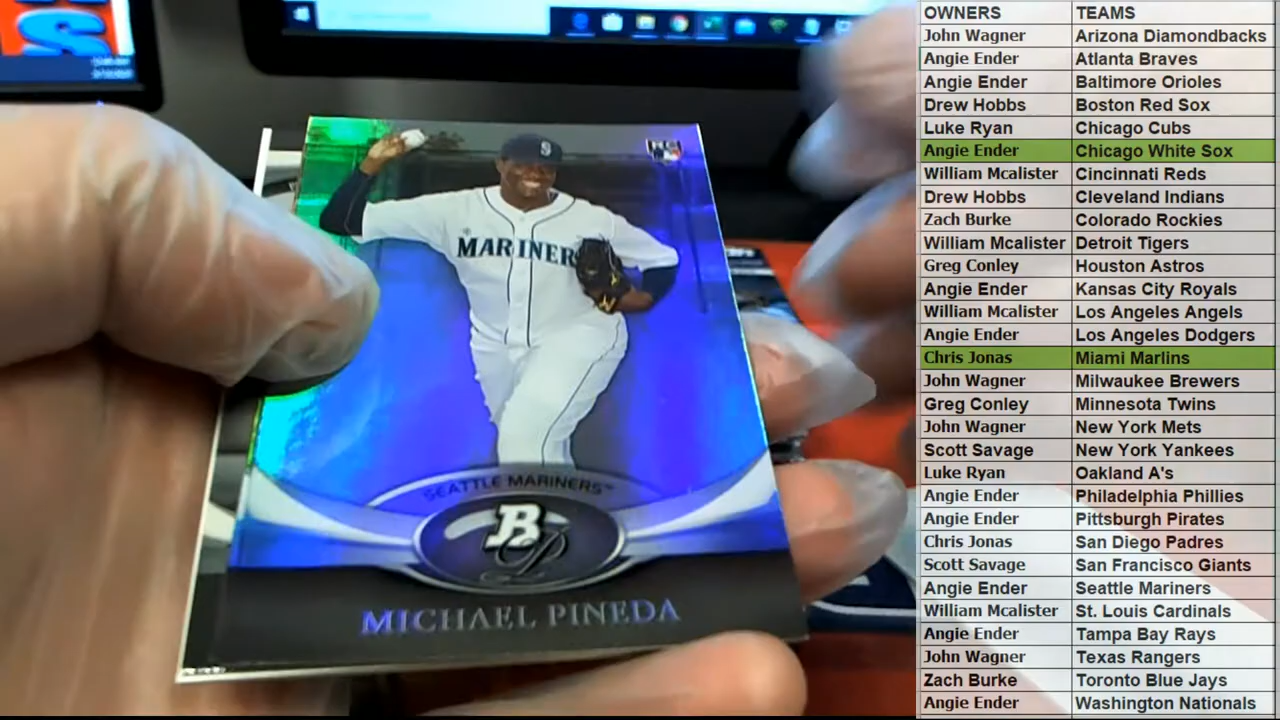 S
S
MARINERS
RC
SEATTLE MARINERS™
BP
MICHAEL PINEDA
OWNERS TEAMS
John Wagner Arizona Diamondbacks
Angie Ender Atlanta Braves
Angie Ender Baltimore Orioles
Drew Hobbs Boston Red Sox
Luke Ryan Chicago Cubs
Angie Ender Chicago White Sox
William Mcalister Cincinnati Reds
Drew Hobbs Cleveland Indians
Zach Burke Colorado Rockies
William Mcalister Detroit Tigers
Greg Conley Houston Astros
Angie Ender Kansas City Royals
William Mcalister Los Angeles Angels
Angie Ender Los Angeles Dodgers
Chris Jonas Miami Marlins
John Wagner Milwaukee Brewers
Greg Conley Minnesota Twins
John Wagner New York Mets
Scott Savage New York Yankees
Luke Ryan Oakland A's
Angie Ender Philadelphia Phillies
Angie Ender Pittsburgh Pirates
Chris Jonas San Diego Padres
Scott Savage San Francisco Giants
Angie Ender Seattle Mariners
William Mcalister St. Louis Cardinals
Angie Ender Tampa Bay Rays
John Wagner Texas Rangers
Zach Burke Toronto Blue Jays
Angie Ender Washington Nationals